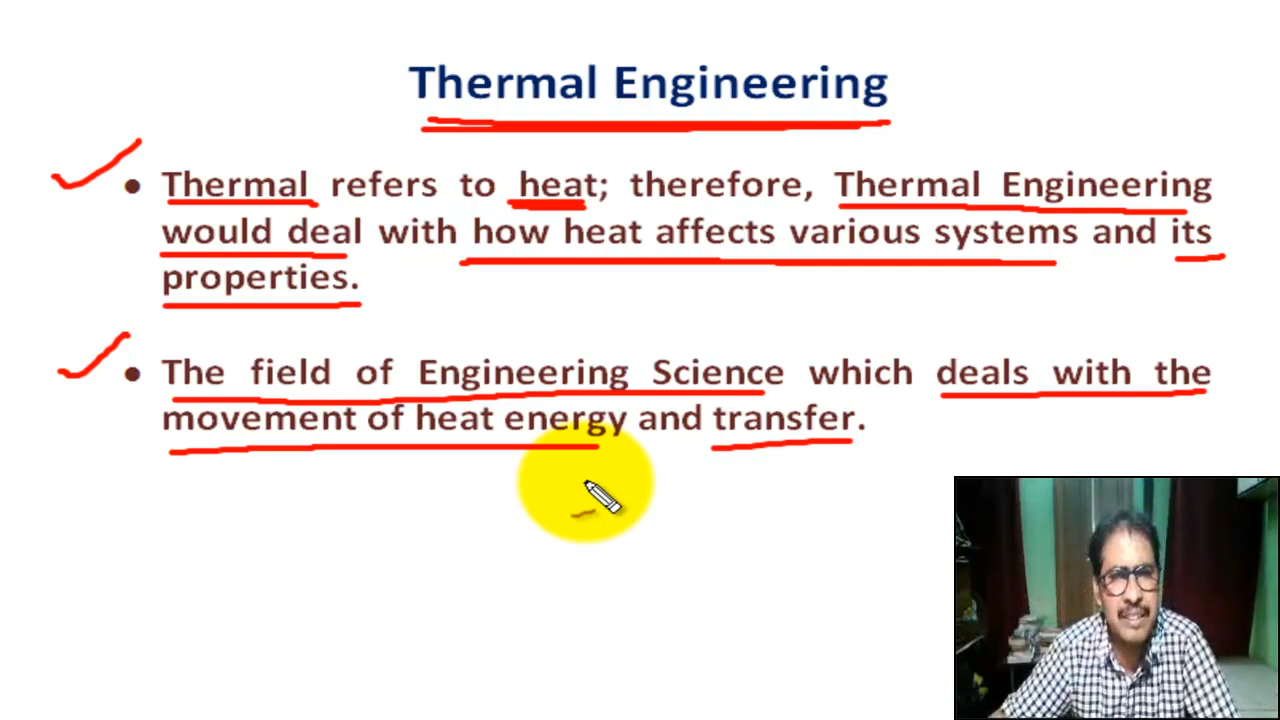 Thermal Engineering
• Thermal refers to heat; therefore, Thermal Engineering
would deal with how heat affects various systems and its
properties.
• The field of Engineering Science which deals with the
movement of heat energy and transfer.